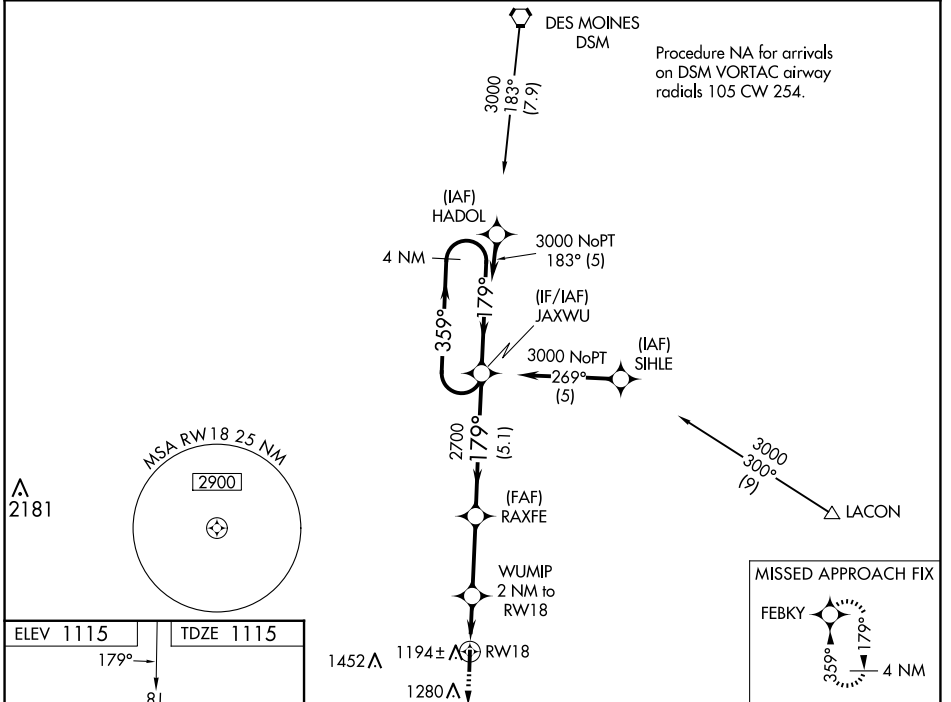 DES MOINES
DSM
Procedure NA for arrivals
on DSM VORTAC airway
radials 105 CW 254.
3000
183°
(7.9)
(IAF)
HADOL
4 NM
3000 NoPT
183° (5)
359°
179°
(IF/IAF)
JAXWU
3000 NoPT
269°
(5)
(IAF)
SIHLE
2700
179°
(5.1)
3000
300°
(9)
LACON
MSA RW18 25 NM
2900
2181
(FAF)
RAXFE
WUMIP
2 NM to
RW18
MISSED APPROACH FIX
FEBKY
359°
179°
4 NM
ELEV 1115
TDZE 1115
179°
1452
1194±
RW18
1280